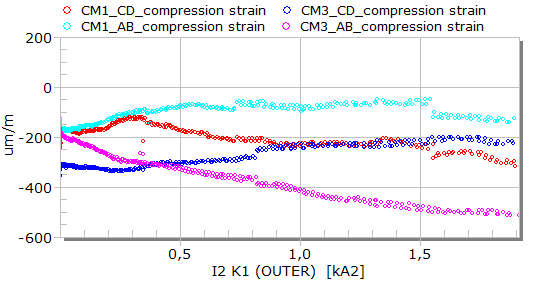 CM1_CD_compression strain CM3_CD_compression strain
CM1_AB_compression strain CM3_AB_compression strain
200
0
-200
-400
-600
um/m
0,5 1,0 1,5
I2 K1 (OUTER) [kA2]